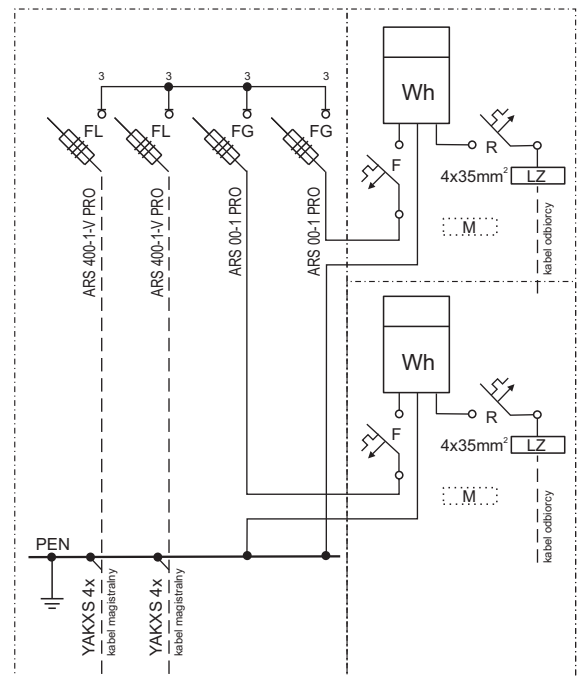 3 3 3 3
FL FL FG FG
ARS 400-1-V PRO
ARS 400-1-V PRO
ARS 00-1 PRO
ARS 00-1 PRO
PEN
YAKXS 4x
kabel magistralny
YAKXS 4x
kabel magistralny
Wh
F
R
4x35mm²
LZ
M
kabel odbiorcy
Wh
F
R
4x35mm²
LZ
M
kabel odbiorcy